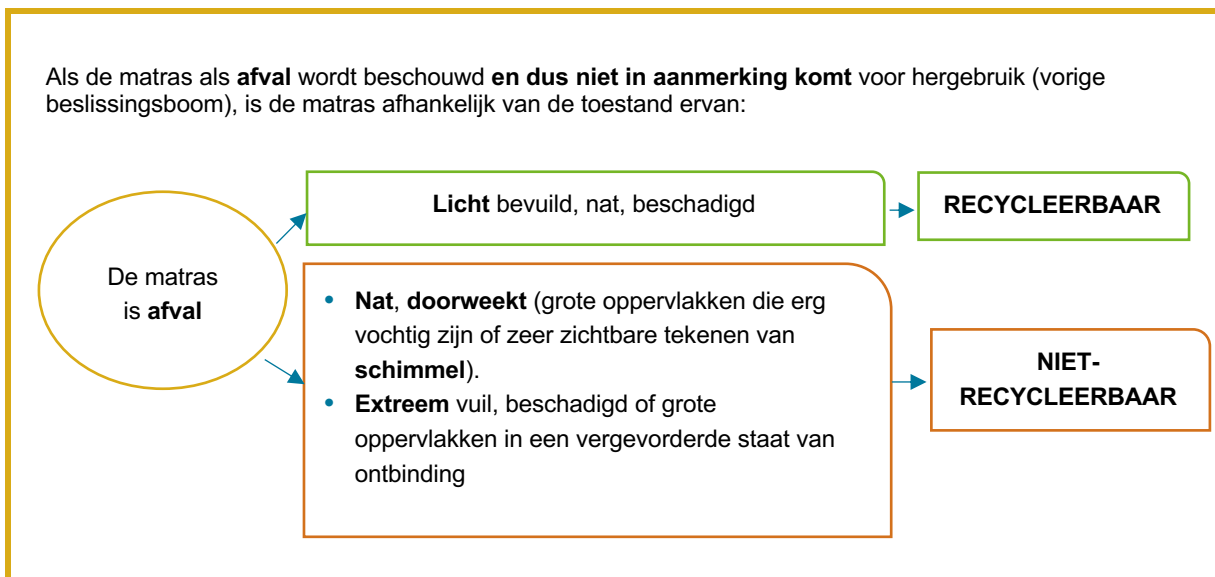 Als de matras als afval wordt beschouwd en dus niet in aanmerking komt voor hergebruik (vorige
beslissingsboom), is de matras afhankelijk van de toestand ervan:
De matras
is afval
Licht bevuild, nat, beschadigd
RECYCLEERBAAR
• Nat, doorweekt (grote oppervlakken die erg
vochtig zijn of zeer zichtbare tekenen van
schimmel).
• Extreem vuil, beschadigd of grote
oppervlakken in een vergevorderde staat van
ontbinding
NIET-
RECYCLEERBAAR